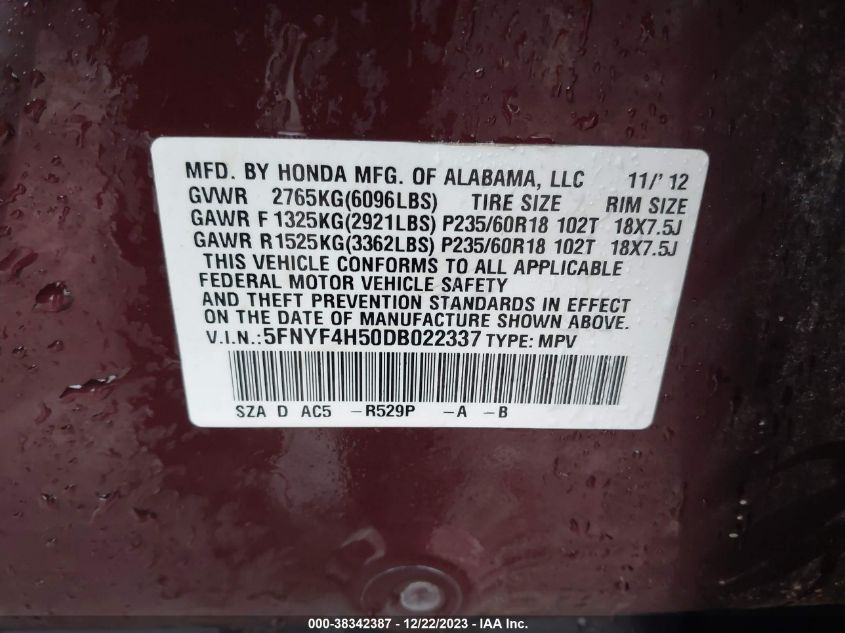 MFD. BY HONDA MFG. OF ALABAMA, LLC 11/' 12
GVWR 2765KG(6096LBS) TIRE SIZE RIM SIZE
GAWR F 1325KG(2921LBS) P235/60R18 102T 18X7.5J
GAWR R1525KG(3362LBS) P235/60R18 102T 18X7.5J
THIS VEHICLE CONFORMS TO ALL APPLICABLE
FEDERAL MOTOR VEHICLE SAFETY
AND THEFT PREVENTION STANDARDS IN EFFECT
ON THE DATE OF MANUFACTURE SHOWN ABOVE.
V.I.N.:5FNYF4H50DB022337 TYPE: MPV
SZA D AC5 -R529P -A -B
000-38342387 - 12/22/2023 - IAA Inc.